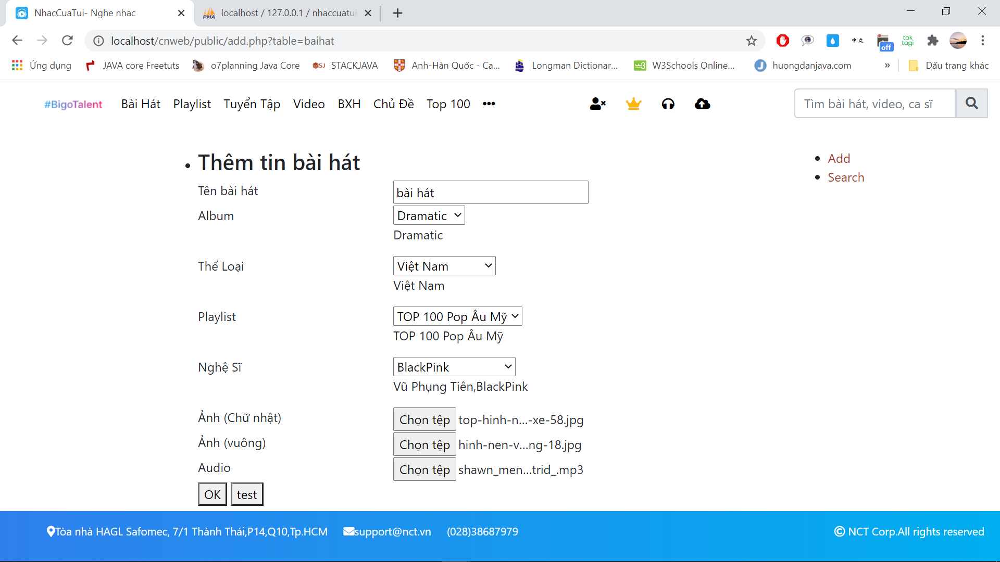 NhacCuaTui- Nghe nhac
localhost / 127.0.0.1 / nhaccuatui
localhost/cnweb/public/add.php?table=baihat
off
tok
togi
Ứng dụng
JAVA core Freetuts
o7planning Java Core
SJ
STACKJAVA
Anh-Hàn Quốc - Ca...
Longman Dictionar...
W3Schools Online...
huongdanjava.com
»
Dấu trang khác
#BigoTalent
Bài Hát
Playlist
Tuyển Tập
Video
BXH
Chủ Đề
Top 100
Tìm bài hát, video, ca sĩ
Thêm tin bài hát
Add
Search
Tên bài hát
bài hát
Album
Dramatic
Dramatic
Thể Loại
Việt Nam
Việt Nam
Playlist
TOP 100 Pop Âu Mỹ
TOP 100 Pop Âu Mỹ
Nghệ Sĩ
BlackPink
Vũ Phụng Tiên,BlackPink
Ảnh (Chữ nhật)
Chọn tệp top-hinh-n...-xe-58.jpg
Ảnh (vuông)
Chọn tệp hinh-nen-v...ng-18.jpg
Audio
Chọn tệp shawn_men...trid_.mp3
OK
test
Tòa nhà HAGL Safomec, 7/1 Thành Thái,P14,Q10,Tp.HCM
support@nct.vn
(028)38687979
© NCT Corp.All rights reserved